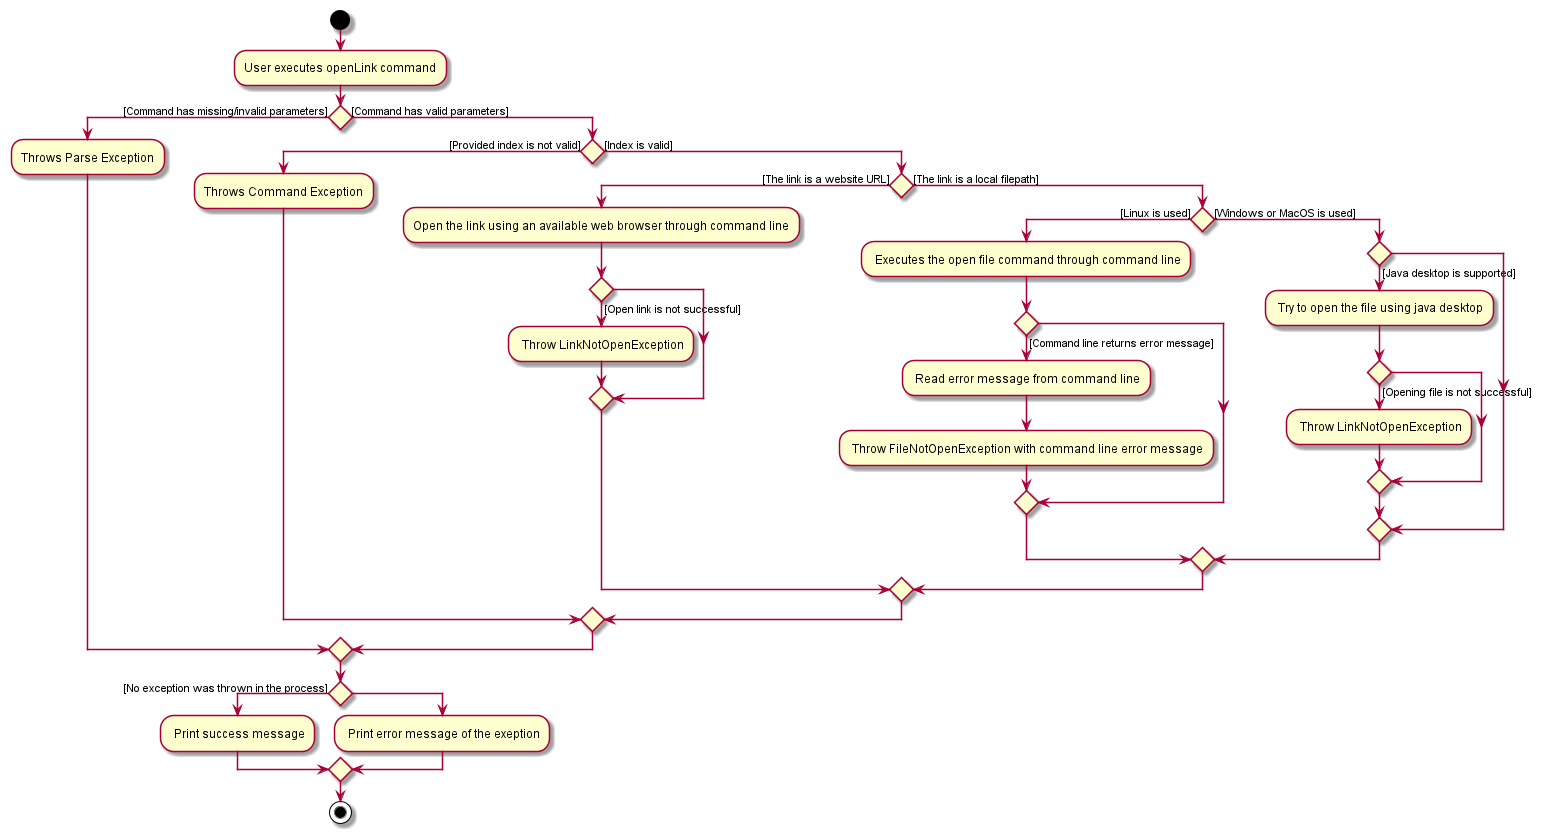 User executes openLink command
[Command has missing/invalid parameters]
[Command has valid parameters]
Throws Parse Exception
[Provided index is not valid]
[Index is valid]
Throws Command Exception
[The link is a website URL]
[The link is a local filepath]
Open the link using an available web browser through command line
[Linux is used]
[Windows or MacOS is used]
Executes the open file command through command line
[Java desktop is supported]
[Open link is not successful]
Try to open the file using java desktop
Throw LinkNotOpenException
[Command line returns error message]
Read error message from command line
[Opening file is not successful]
Throw LinkNotOpenException
Throw FileNotOpenException with command line error message
[No exception was thrown in the process]
Print success message
Print error message of the exeption